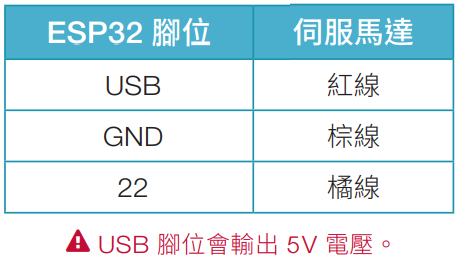 ESP32 腳位 伺服馬達
USB 紅線
GND 棕線
22 橘線
USB 腳位會輸出 5V 電壓。